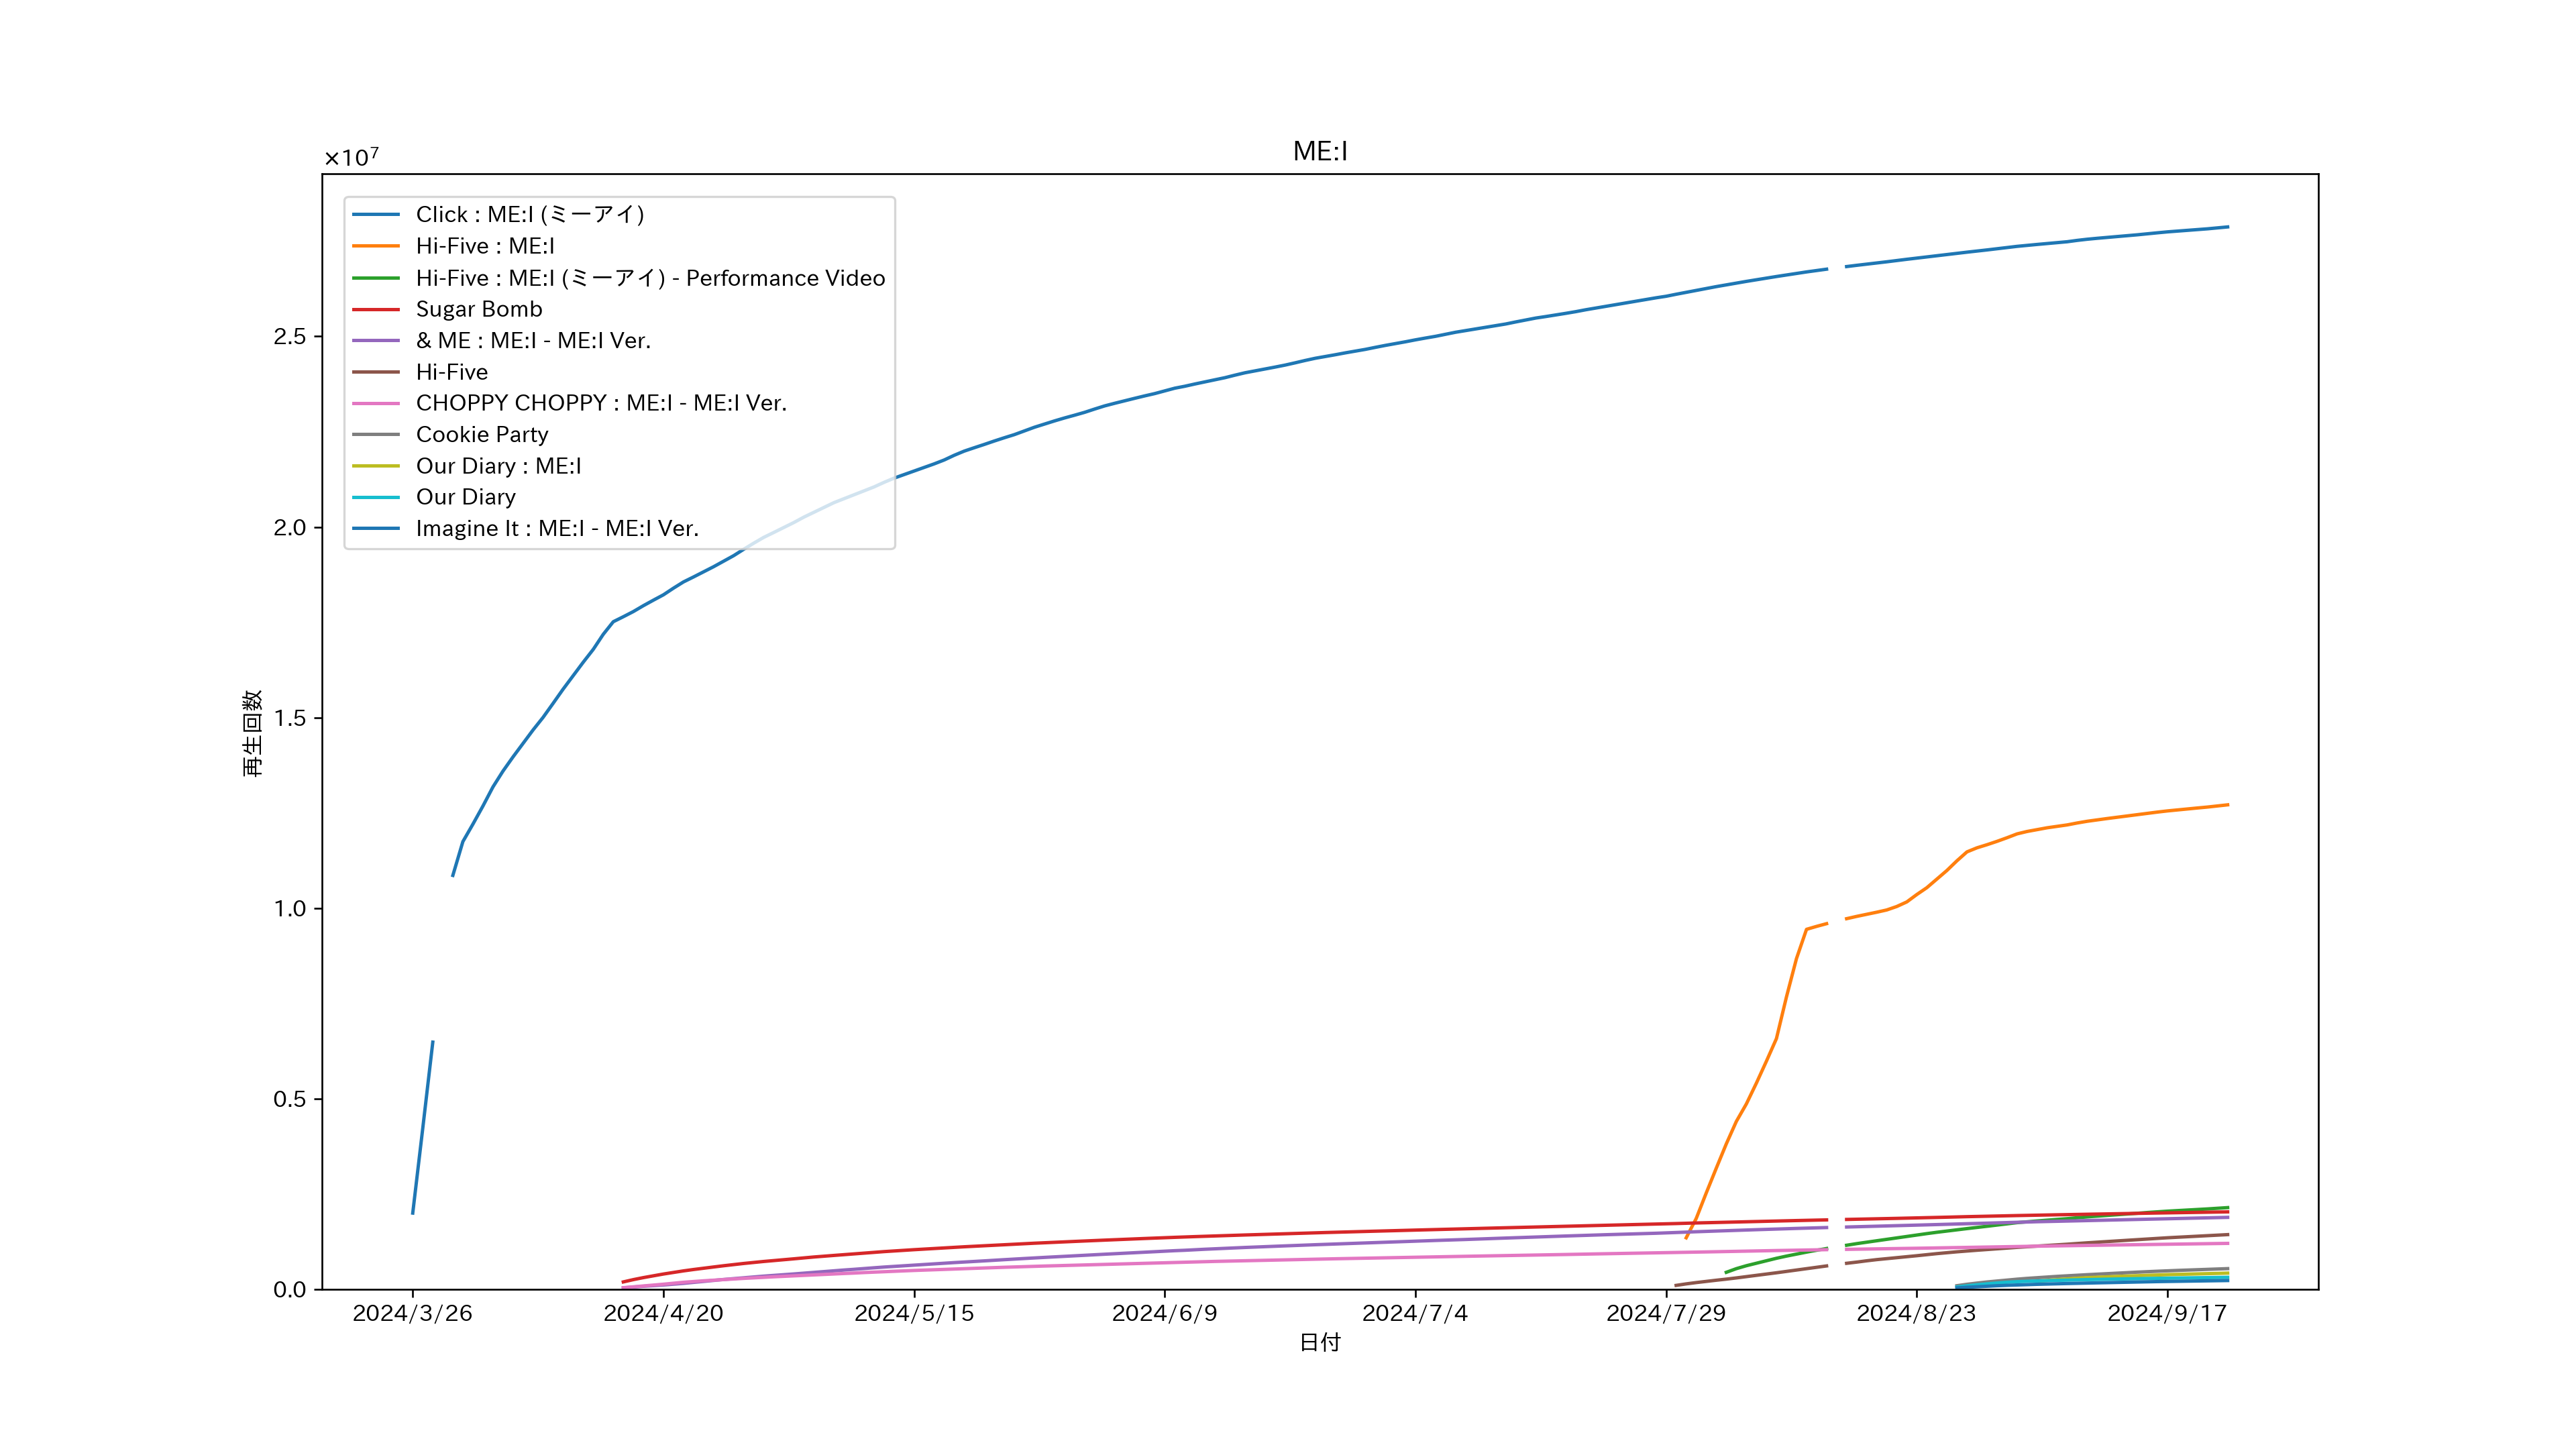 ME:I
×10⁷
Click : ME:I (ミーアイ)
Hi-Five : ME:I
Hi-Five : ME:I (ミーアイ) - Performance Video
Sugar Bomb
& ME : ME:I - ME:I Ver.
Hi-Five
CHOPPY CHOPPY : ME:I - ME:I Ver.
Cookie Party
Our Diary : ME:I
Our Diary
Imagine It : ME:I - ME:I Ver.
再生回数
2.5
2.0
1.5
1.0
0.5
0.0
2024/3/26
2024/4/20
2024/5/15
2024/6/9
2024/7/4
2024/7/29
2024/8/23
2024/9/17
日付